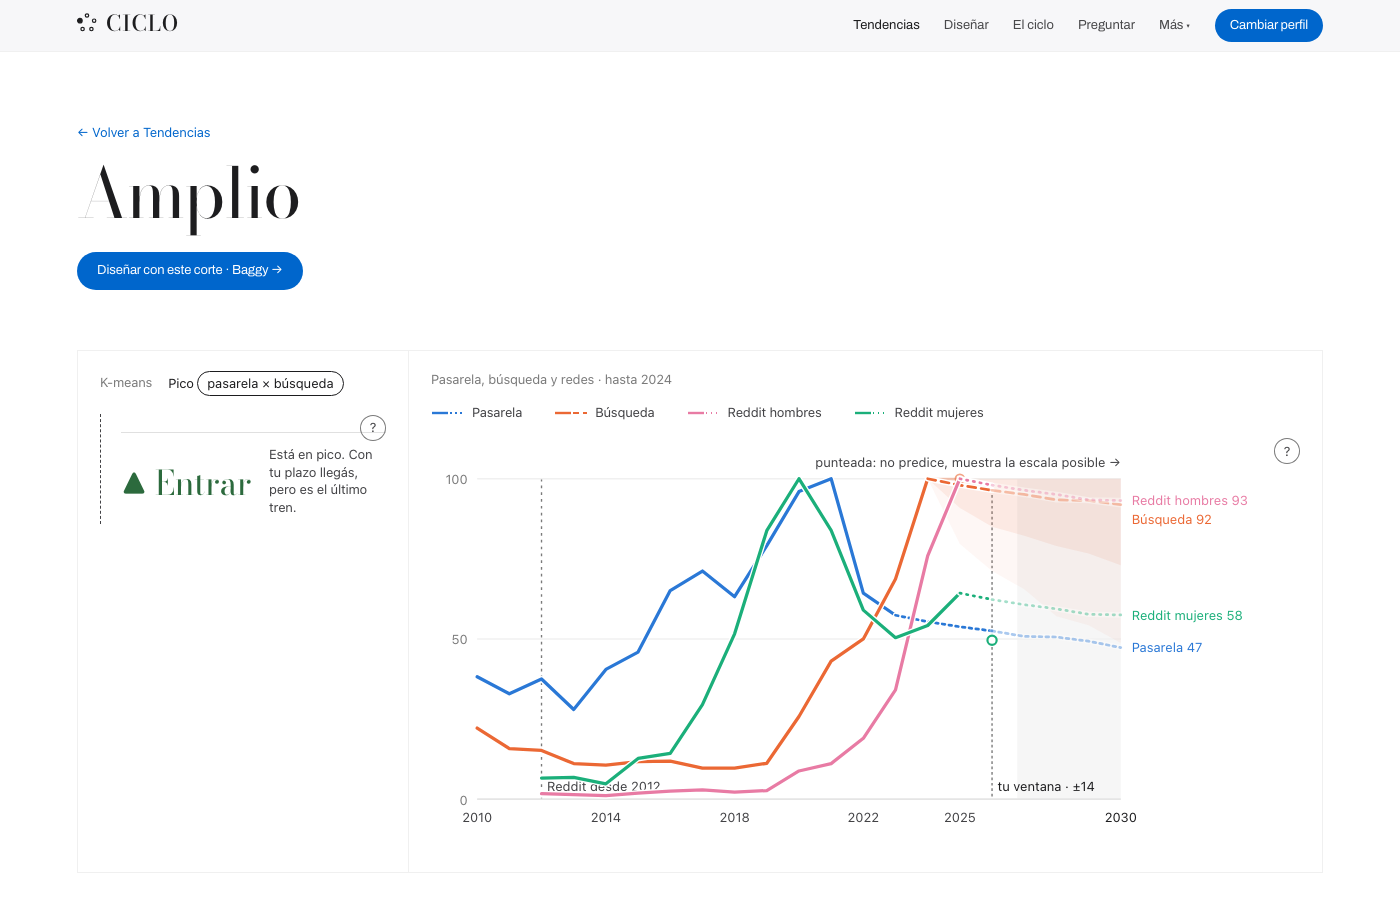 CICLO
Tendencias Diseñar El ciclo Preguntar Más Cambiar perfil
← Volver a Tendencias
Amplio
Diseñar con este corte · Baggy →
K-means Pico pasarela × búsqueda
?
Entrar
Está en pico. Con
tu plazo llegás,
pero es el último
tren.
Pasarela, búsqueda y redes · hasta 2024
Pasarela Búsqueda Reddit hombres Reddit mujeres
?
punteada: no predice, muestra la escala posible →
100
50
0
Reddit hombres 93
Búsqueda 92
Reddit mujeres 58
Pasarela 47
Reddit desde 2012
tu ventana · ±14
2010 2014 2018 2022 2025 2030